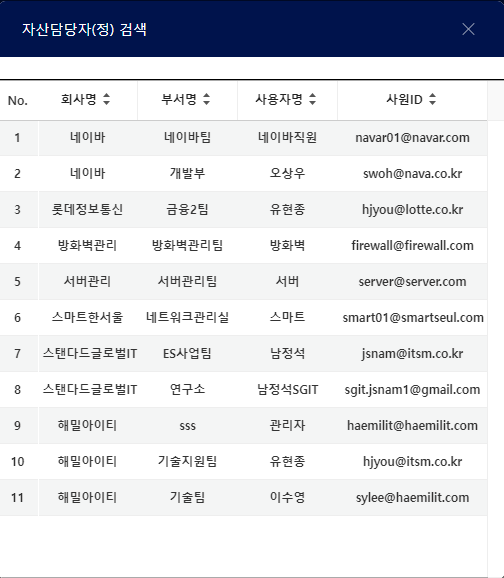 자산담당자(정) 검색
No. 회사명 부서명 사용자명 사원ID
1 네이바 네이바팀 네이바직원 navar01@navar.com
2 네이바 개발부 오상우 swoh@nava.co.kr
3 롯데정보통신 금융2팀 유현종 hjyou@lotte.co.kr
4 방화벽관리 방화벽관리팀 방화벽 firewall@firewall.com
5 서버관리 서버관리팀 서버 server@server.com
6 스마트한서울 네트워크관리실 스마트 smart01@smartseul.com
7 스탠다드글로벌IT ES사업팀 남정석 jsnam@itsm.co.kr
8 스탠다드글로벌IT 연구소 남정석SGIT sgit.jsnam1@gmail.com
9 해밀아이티 sss 관리자 haemilit@haemilit.com
10 해밀아이티 기술지원팀 유현종 hjyou@itsm.co.kr
11 해밀아이티 기술팀 이수영 sylee@haemilit.com